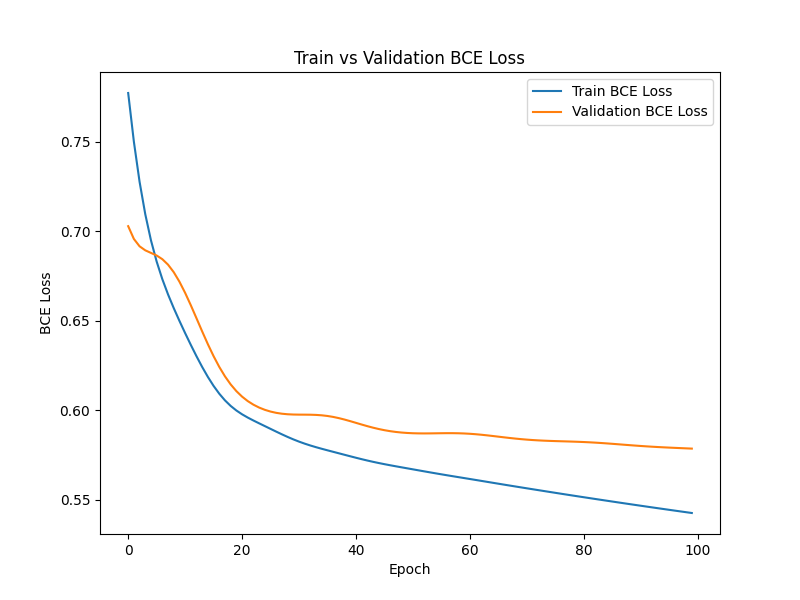 Train vs Validation BCE Loss
Train BCE Loss
Validation BCE Loss
BCE Loss
0.75
0.70
0.65
0.60
0.55
0 20 40 60 80 100
Epoch